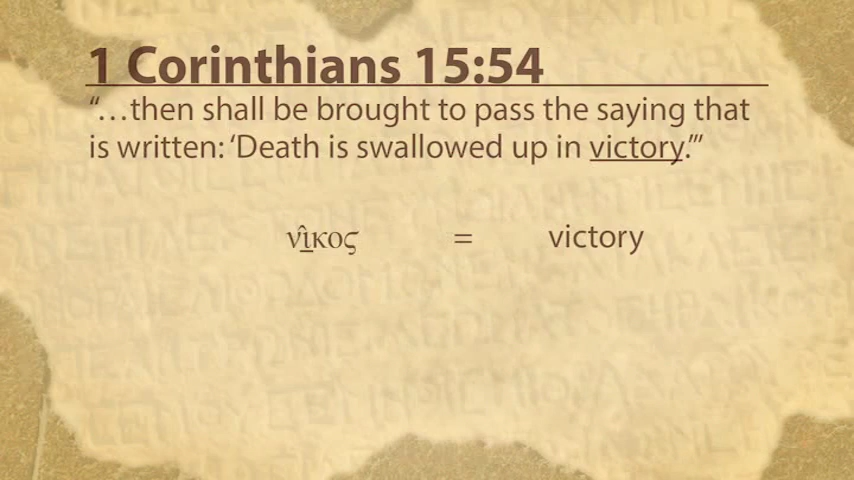 1 Corinthians 15:54
“…then shall be brought to pass the saying that
is written: ‘Death is swallowed up in victory.’”
νῖκος = victory